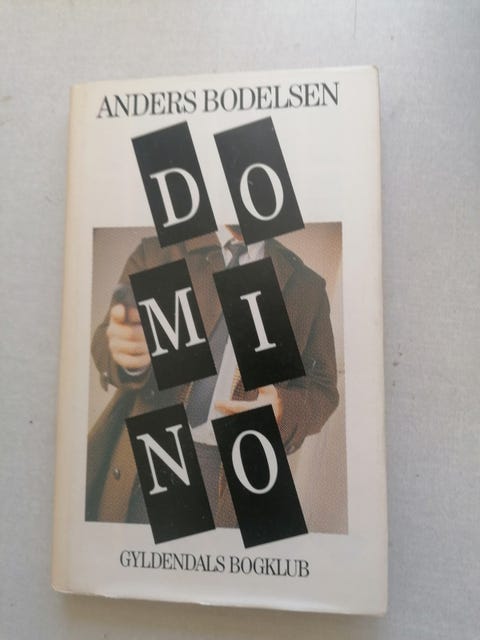 ANDERS BODELSEN
DO
MI
NO
GYLDENDALS BOGKLUB